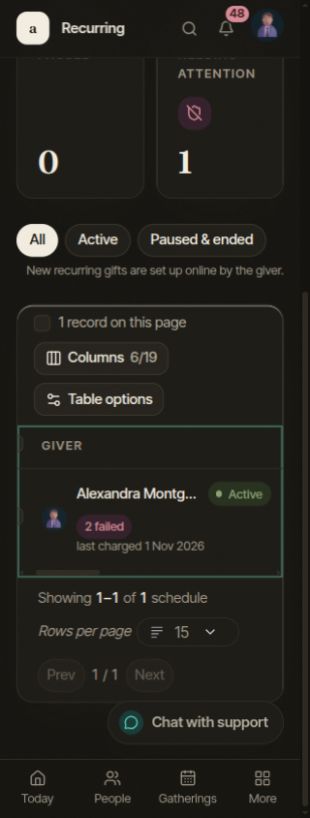 a
Recurring
48
ATTENTION
0
1
All
Active
Paused & ended
New recurring gifts are set up online by the giver.
1 record on this page
Columns 6/19
Table options
GIVER
Alexandra Montg...
Active
2 failed
last charged 1 Nov 2026
Showing 1–1 of 1 schedule
Rows per page 15
Prev 1 / 1 Next
Chat with support
Today
People
Gatherings
More